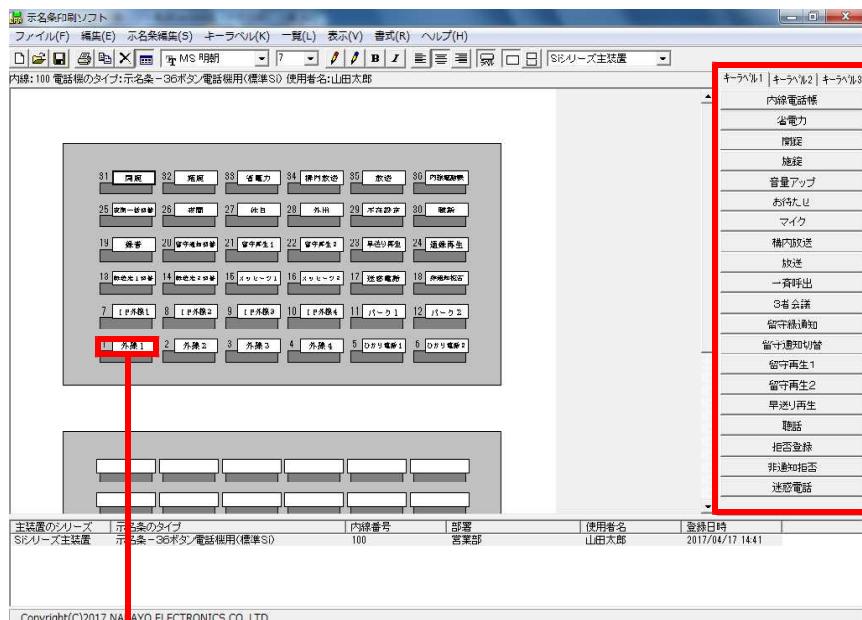 示名条印刷ソフト
ファイル(F) 編集(E) 示名条編集(S) キーラベル(K) 一覧(L) 表示(V) 書式(R) ヘルプ(H)
MS 明朝 7 B I Siシリーズ主装置
内線:100 電話機のタイプ:示名条-36ボタン電話機用(標準Si) 使用者名:山田太郎
キーラベル1 キーラベル2 キーラベル3
内線電話帳
省電力
開錠
施錠
音量アップ
お待たせ
マイク
構内放送
放送
一斉呼出
3者会議
留守録通知
留守通知切替
留守再生1
留守再生2
早送り再生
聴話
拒否登録
非通知拒否
迷惑電話
31 開錠 32 施錠 33 省電力 34 構内放送 35 放送 36 内線電話帳
25 夜間一括切替 26 夜間 27 休日 28 外出 29 不在設定 30 聴話
19 録音 20 留守通知切替 21 留守再生1 22 留守再生2 23 早送り再生 24 通録再生
13 転送先1切替 14 転送先2切替 15 メッセージ1 16 メッセージ2 17 迷惑電話 18 非通知拒否
7 IP外線1 8 IP外線2 9 IP外線3 10 IP外線4 11 パーク1 12 パーク2
1 外線1 2 外線2 3 外線3 4 外線4 5 ひかり電話1 6 ひかり電話2
主装置のシリーズ 示名条のタイプ 内線番号 部署 使用者名 登録日時
Siシリーズ主装置 示名条-36ボタン電話機用(標準Si) 100 営業部 山田太郎 2017/04/17 14:41
Copyright(C)2017 NAKAYO ELECTRONICS CO.,LTD.